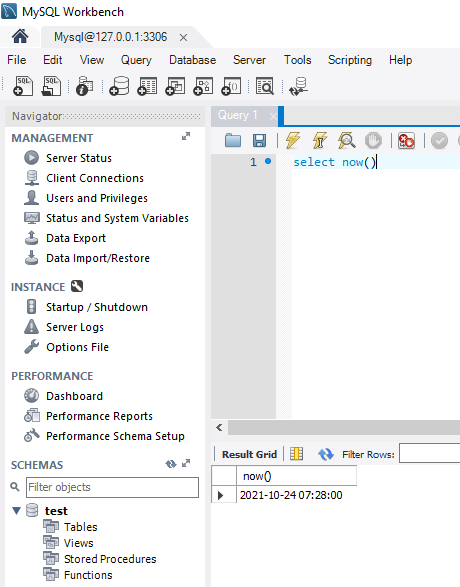 MySQL Workbench
Mysql@127.0.0.1:3306
File Edit View Query Database Server Tools Scripting Help
Navigator
MANAGEMENT
Server Status
Client Connections
Users and Privileges
Status and System Variables
Data Export
Data Import/Restore
INSTANCE
Startup / Shutdown
Server Logs
Options File
PERFORMANCE
Dashboard
Performance Reports
Performance Schema Setup
SCHEMAS
Filter objects
test
Tables
Views
Stored Procedures
Functions
Query 1
1 select now()
Result Grid Filter Rows:
now()
2021-10-24 07:28:00